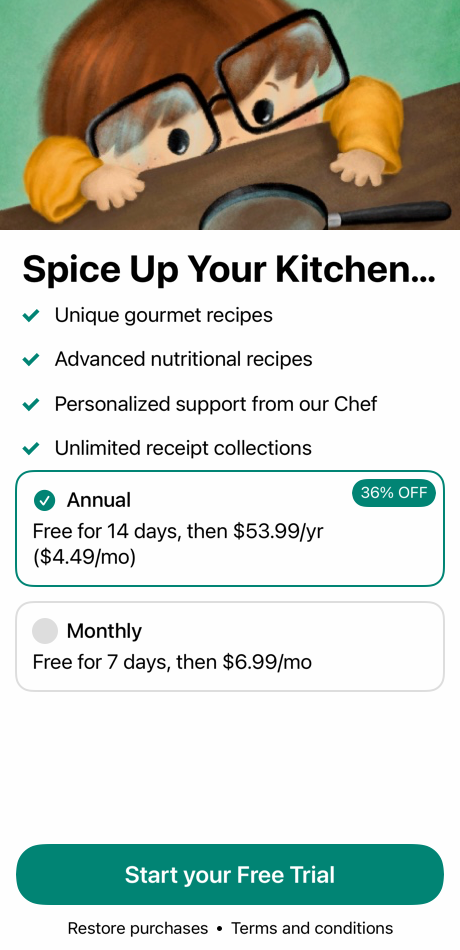 Spice Up Your Kitchen...
Unique gourmet recipes
Advanced nutritional recipes
Personalized support from our Chef
Unlimited receipt collections
Annual
36% OFF
Free for 14 days, then $53.99/yr
($4.49/mo)
Monthly
Free for 7 days, then $6.99/mo
Start your Free Trial
Restore purchases • Terms and conditions